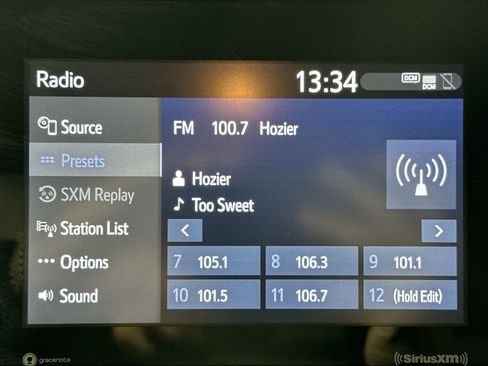 Radio 13:34 DCM DCM
Source
Presets
SXM Replay
Station List
Options
Sound
FM 100.7 Hozier
Hozier
Too Sweet
< >
7 105.1 8 106.3 9 101.1
10 101.5 11 106.7 12 (Hold Edit)
gracenote SiriusXM